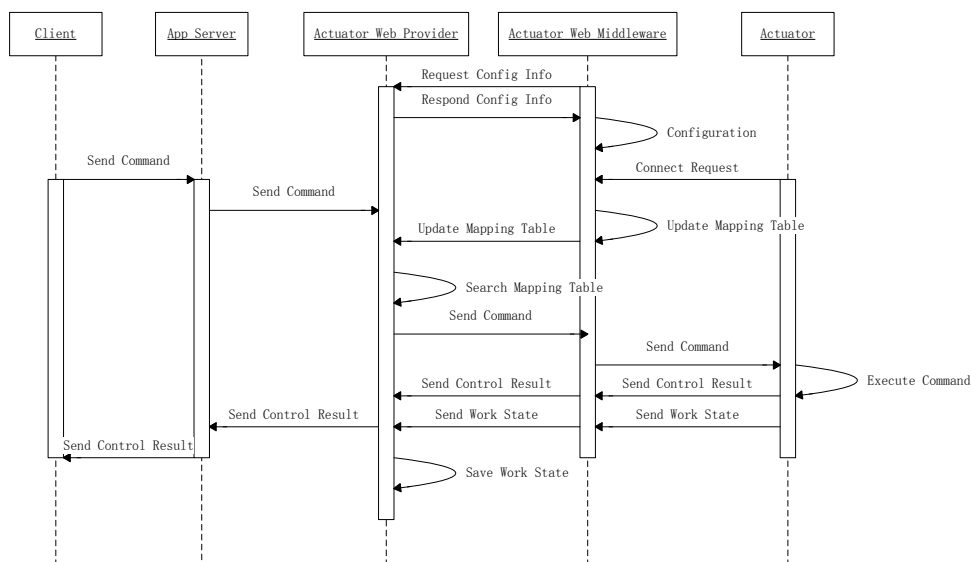 Client
App Server
Actuator Web Provider
Actuator Web Middleware
Actuator
Request Config Info
Respond Config Info
Configuration
Send Command
Connect Request
Send Command
Update Mapping Table
Update Mapping Table
Search Mapping Table
Send Command
Send Command
Execute Command
Send Control Result
Send Control Result
Send Control Result
Send Work State
Send Work State
Send Control Result
Save Work State